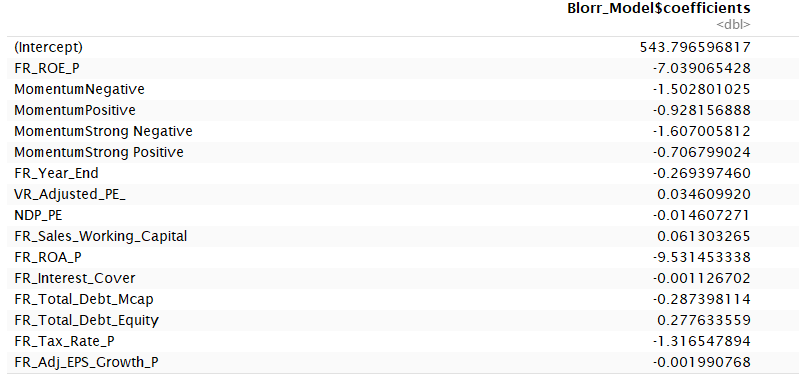 Blorr_Model$coefficients
<dbl>
(Intercept) 543.796596817
FR_ROE_P -7.039065428
MomentumNegative -1.502801025
MomentumPositive -0.928156888
MomentumStrong Negative -1.607005812
MomentumStrong Positive -0.706799024
FR_Year_End -0.269397460
VR_Adjusted_PE_ 0.034609920
NDP_PE -0.014607271
FR_Sales_Working_Capital 0.061303265
FR_ROA_P -9.531453338
FR_Interest_Cover -0.001126702
FR_Total_Debt_Mcap -0.287398114
FR_Total_Debt_Equity 0.277633559
FR_Tax_Rate_P -1.316547894
FR_Adj_EPS_Growth_P -0.001990768